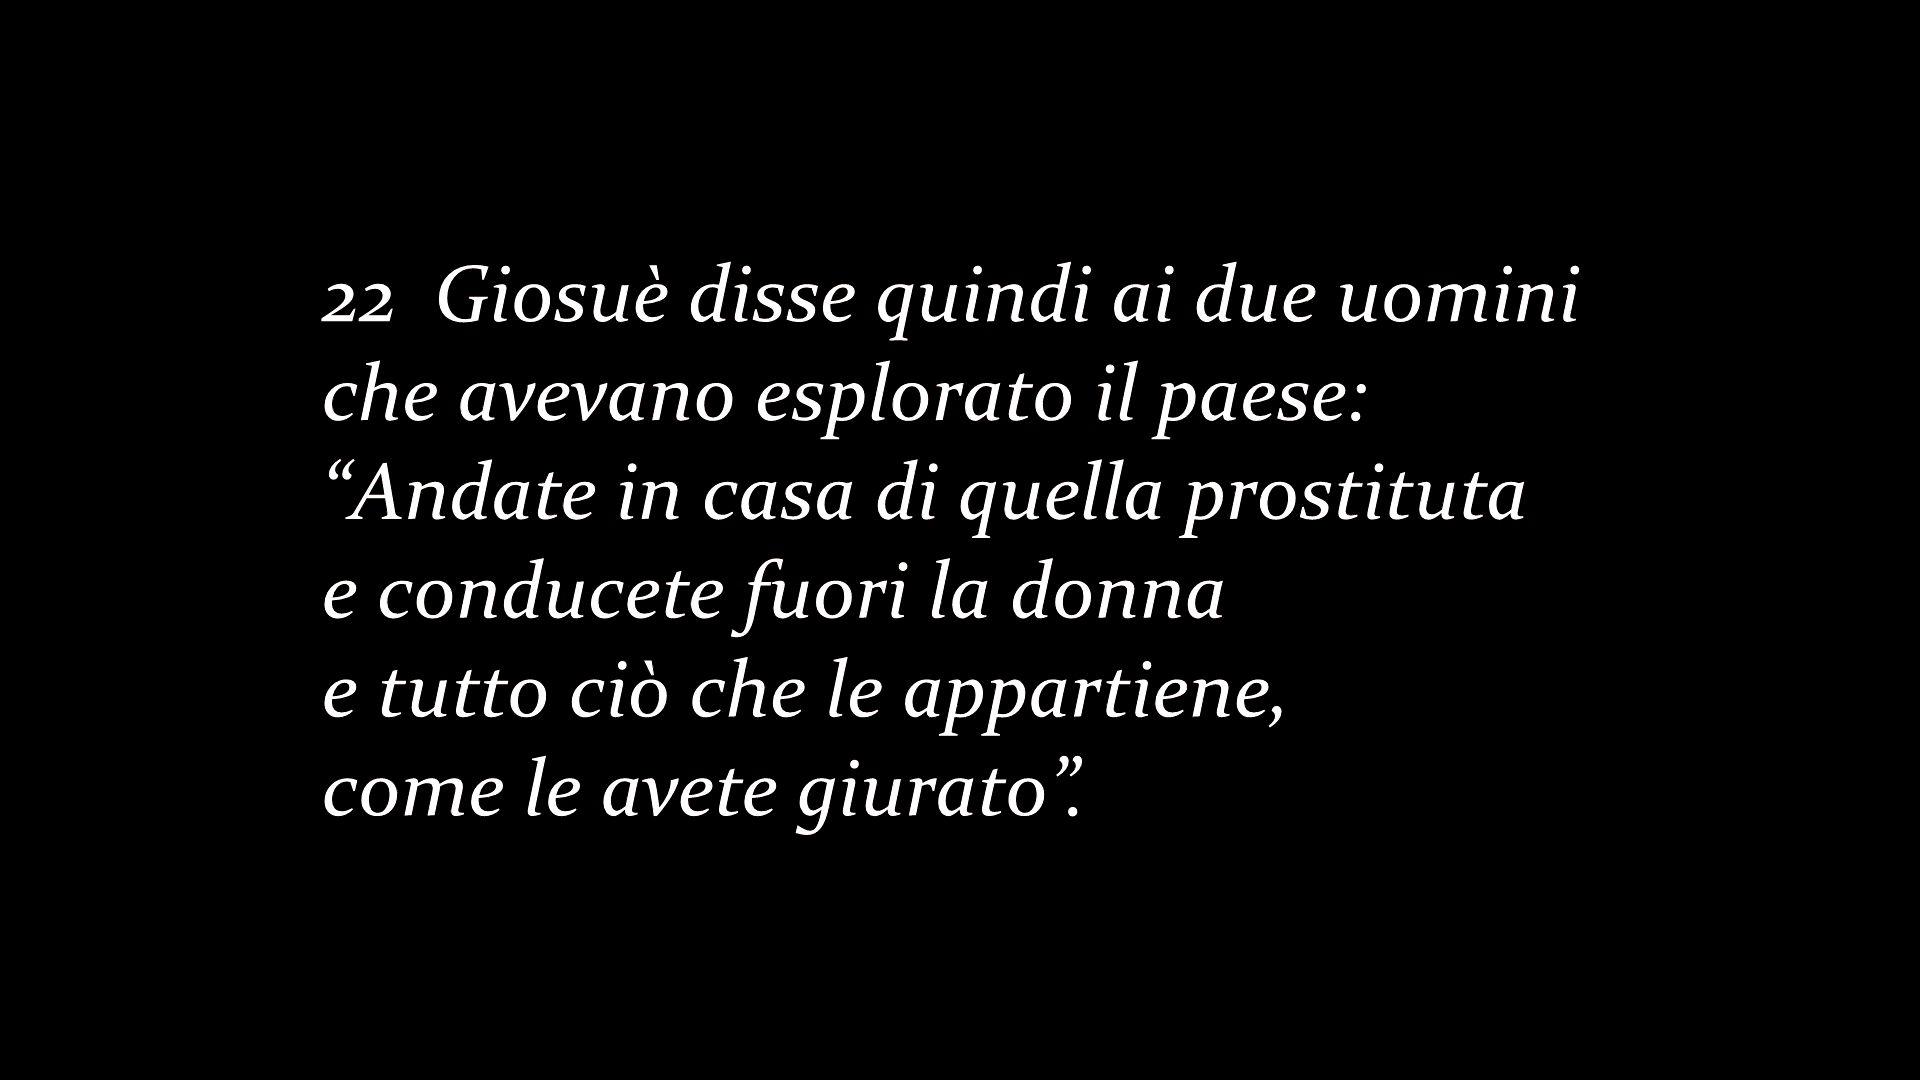 22 Giosuè disse quindi ai due uomini
che avevano esplorato il paese:
“Andate in casa di quella prostituta
e conducete fuori la donna
e tutto ciò che le appartiene,
come le avete giurato”.